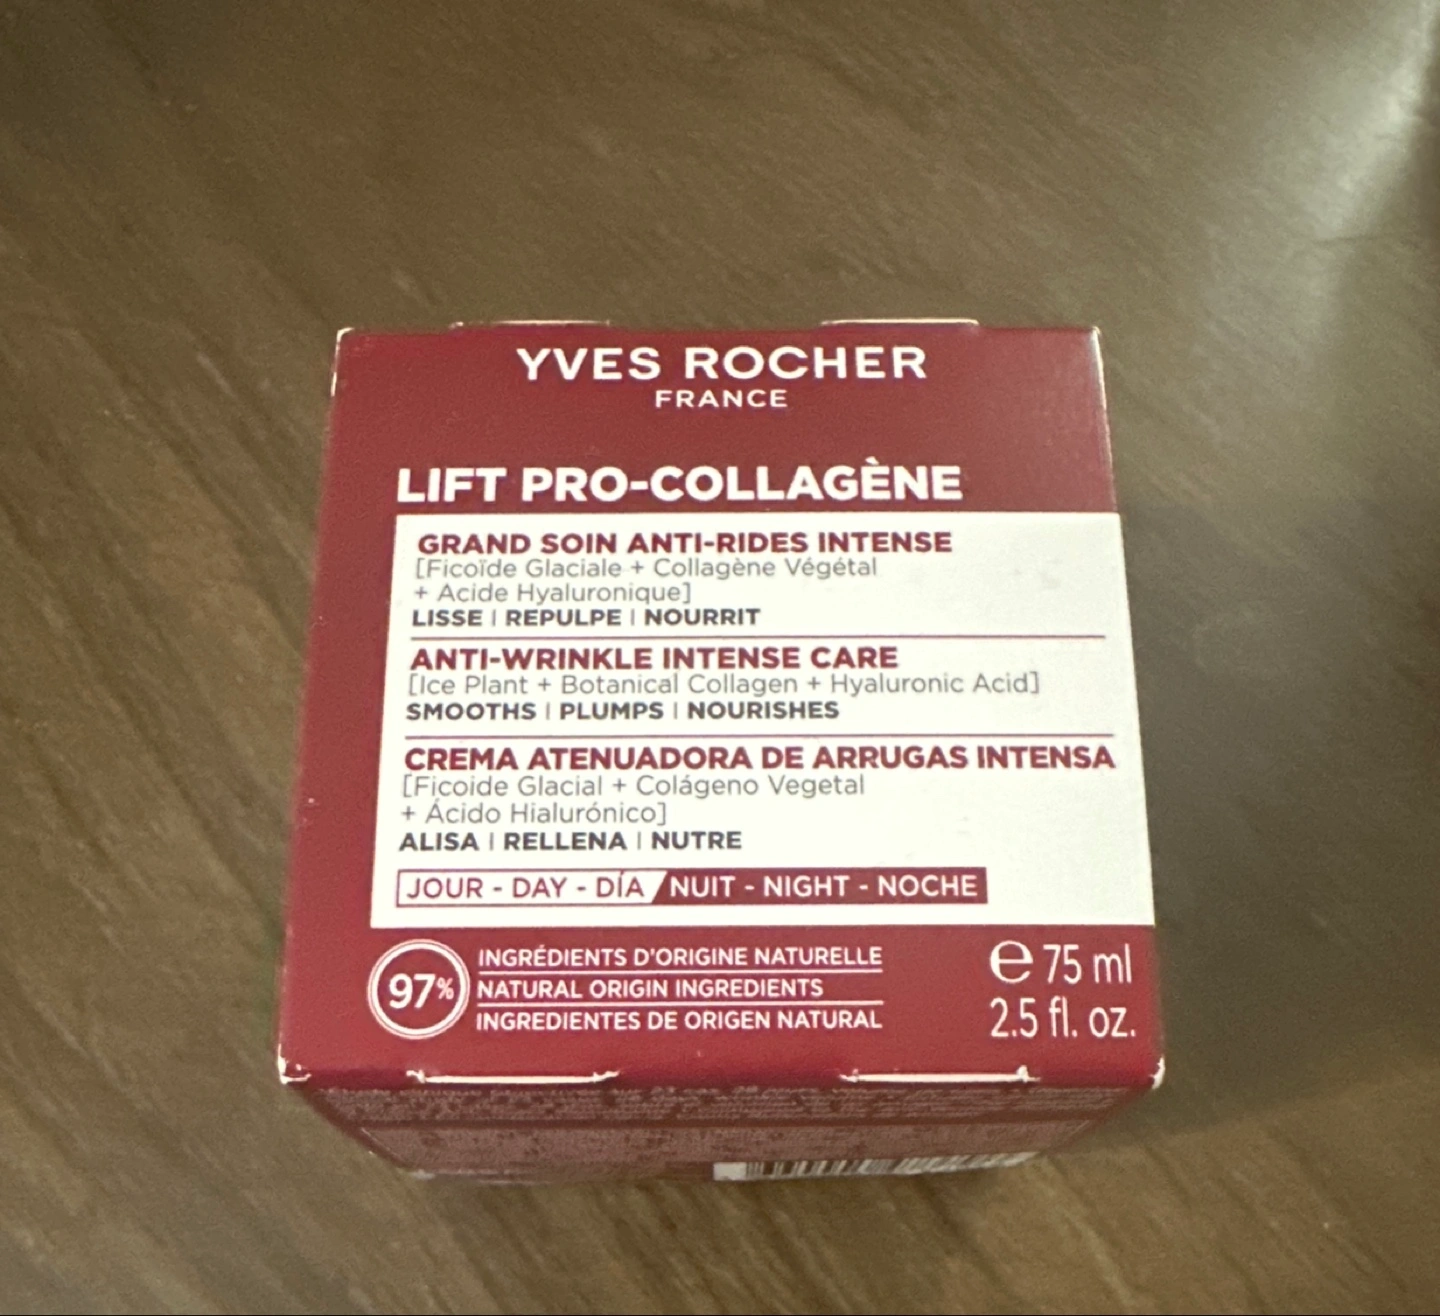 YVES ROCHER
FRANCE
LIFT PRO-COLLAGÈNE
GRAND SOIN ANTI-RIDES INTENSE
[Ficoïde Glaciale + Collagène Végétal
+ Acide Hyaluronique]
LISSE | REPULPE | NOURRIT
ANTI-WRINKLE INTENSE CARE
[Ice Plant + Botanical Collagen + Hyaluronic Acid]
SMOOTHS | PLUMPS | NOURISHES
CREMA ATENUADORA DE ARRUGAS INTENSA
[Ficoide Glacial + Colágeno Vegetal
+ Ácido Hialurónico]
ALISA | RELLENA | NUTRE
JOUR - DAY - DÍA NUIT - NIGHT - NOCHE
97%
INGRÉDIENTS D'ORIGINE NATURELLE
NATURAL ORIGIN INGREDIENTS
INGREDIENTES DE ORIGEN NATURAL
e 75 ml
2.5 fl. oz.